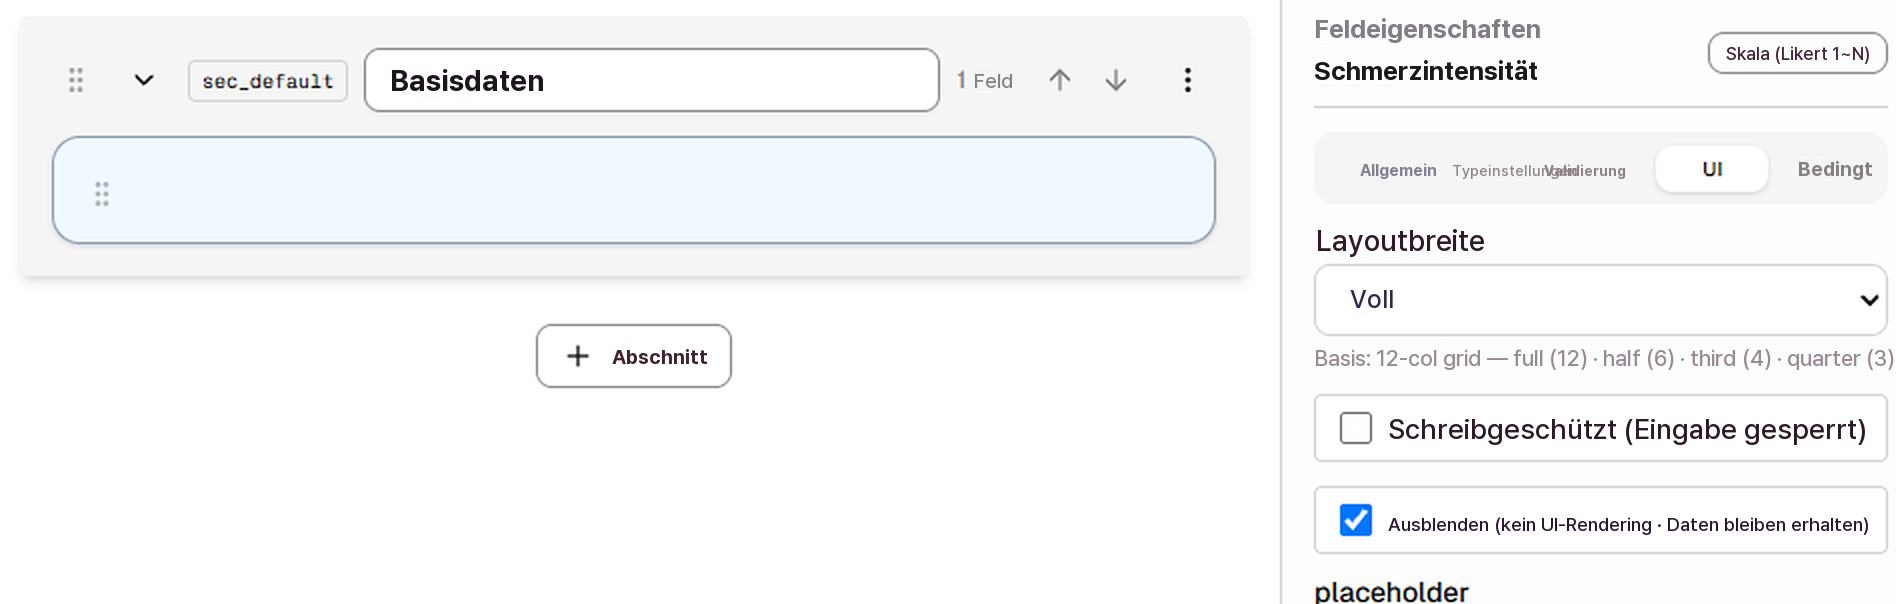 sec_default
Basisdaten
1 Feld
Abschnitt
Feldeigenschaften
Schmerzintensität
Skala (Likert 1~N)
Allgemein
Typeinstellungen
Validierung
UI
Bedingt
Layoutbreite
Voll
Basis: 12-col grid — full (12) · half (6) · third (4) · quarter (3)
Schreibgeschützt (Eingabe gesperrt)
Ausblenden (kein UI-Rendering · Daten bleiben erhalten)
placeholder